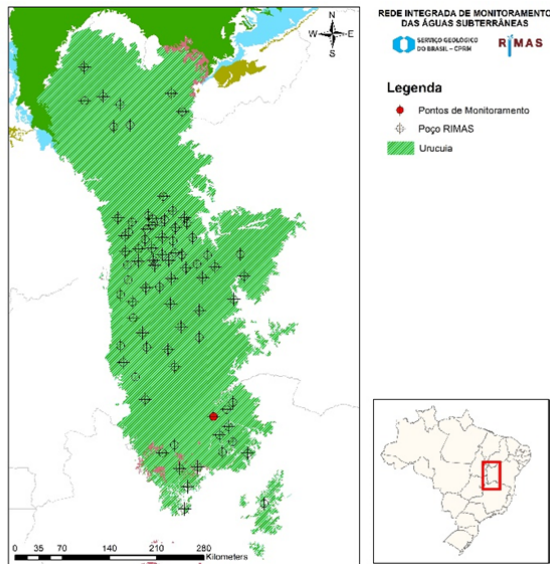 REDE INTEGRADA DE MONITORAMENTO
DAS ÁGUAS SUBTERRÂNEAS
SERVIÇO GEOLÓGICO
DO BRASIL – CPRM
RIMAS
N
W E
S
Legenda
Pontos de Monitoramento
Poço RIMAS
Urucuia
0 35 70 140 210 280
Kilometers